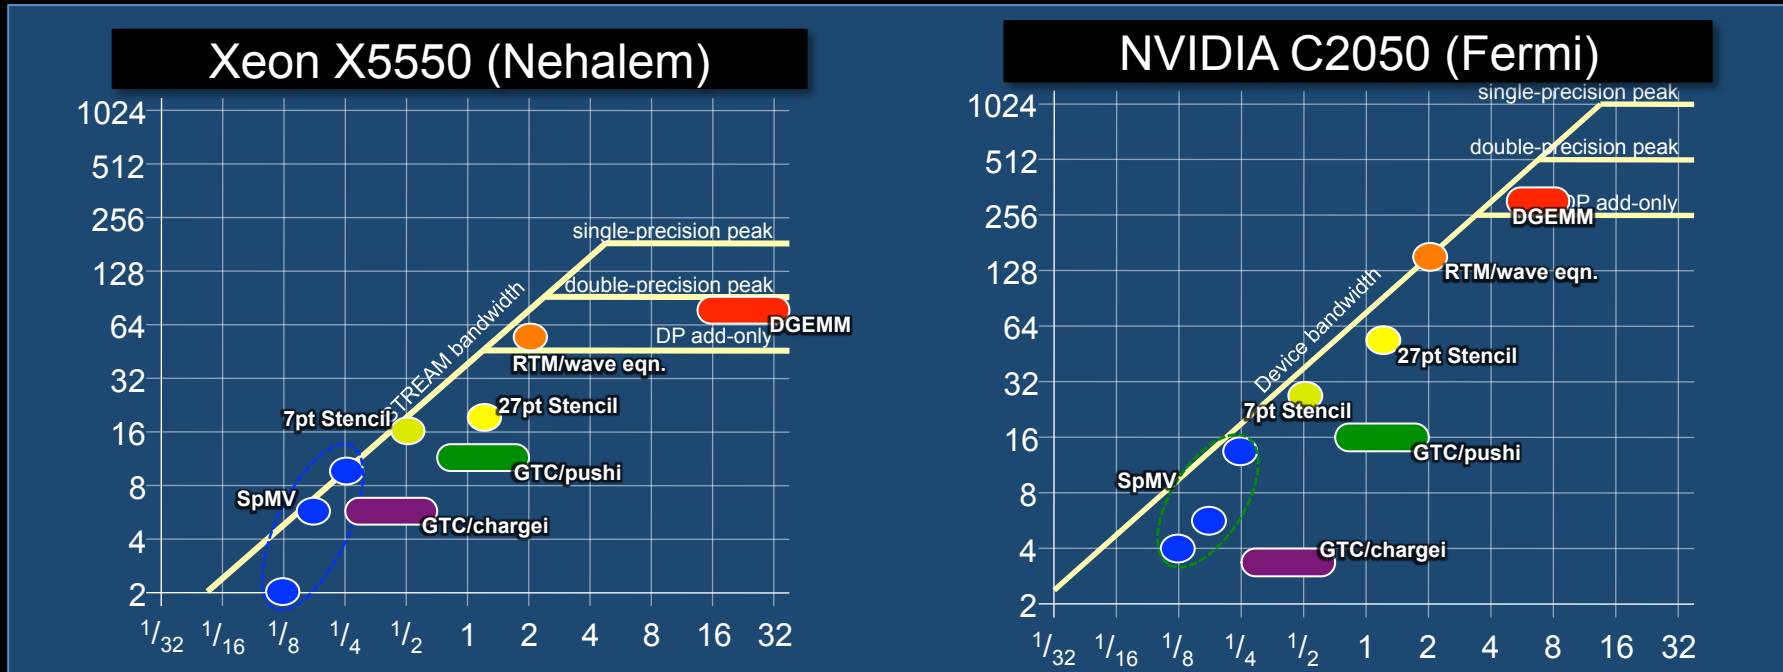 Xeon X5550 (Nehalem)
1024
512
256
128
64
32
16
8
4
2
single-precision peak
double-precision peak
DP add-only
STREAM bandwidth
DGEMM
RTM/wave eqn.
27pt Stencil
7pt Stencil
GTC/pushi
SpMV
GTC/chargei
1/32 1/16 1/8 1/4 1/2 1 2 4 8 16 32
NVIDIA C2050 (Fermi)
1024
512
256
128
64
32
16
8
4
2
single-precision peak
double-precision peak
DP add-only
DGEMM
RTM/wave eqn.
Device bandwidth
27pt Stencil
7pt Stencil
GTC/pushi
SpMV
GTC/chargei
1/32 1/16 1/8 1/4 1/2 1 2 4 8 16 32